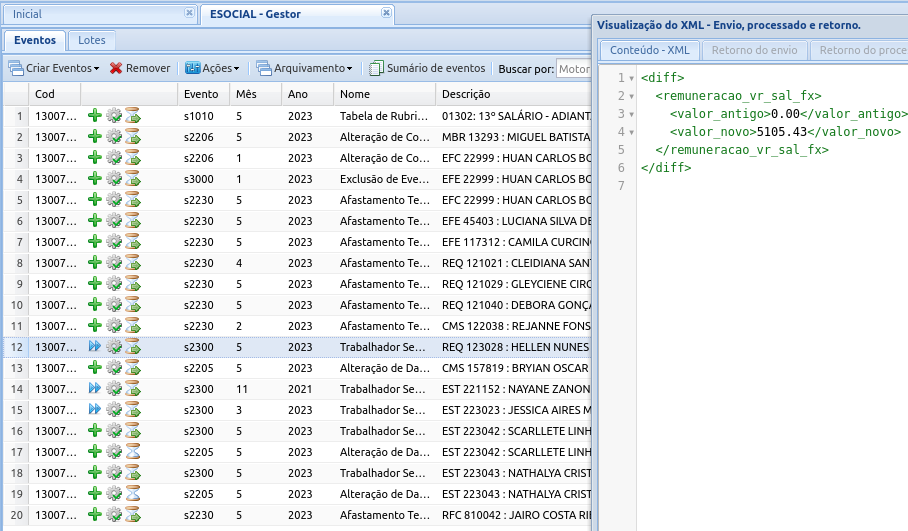 Inicial
ESOCIAL - Gestor
Eventos
Lotes
Criar Eventos
Remover
Ações
Arquivamento
Sumário de eventos
Buscar por:
Motor
Cod Evento Mês Ano Nome Descrição
1 13007... s1010 5 2023 Tabela de Rubri... 01302: 13º SALÁRIO - ADIANT
2 13007... s2206 5 2023 Alteração de Co... MBR 13293 : MIGUEL BATISTA
3 13007... s2206 1 2023 Alteração de Co... EFC 22999 : HUAN CARLOS BO
4 13007... s3000 1 2023 Exclusão de Eve... EFE 22999 : HUAN CARLOS BO
5 13007... s2230 5 2023 Afastamento Te... EFC 22999 : HUAN CARLOS BO
6 13007... s2230 5 2023 Afastamento Te... EFE 45403 : LUCIANA SILVA DE
7 13007... s2230 5 2023 Afastamento Te... EFE 117312 : CAMILA CURCIN
8 13007... s2230 4 2023 Afastamento Te... REQ 121021 : CLEIDIANA SAN
9 13007... s2230 5 2023 Afastamento Te... REQ 121029 : GLEYCIENE CIRC
10 13007... s2230 5 2023 Afastamento Te... REQ 121040 : DEBORA GONÇA
11 13007... s2230 2 2023 Afastamento Te... CMS 122038 : REJANNE FONS
12 13007... s2300 5 2023 Trabalhador Se... REQ 123028 : HELLEN NUNES
13 13007... s2205 5 2023 Alteração de Da... CMS 157819 : BRYIAN OSCAR
14 13007... s2300 11 2021 Trabalhador Se... EST 221152 : NAYANE ZANON
15 13007... s2300 3 2023 Trabalhador Se... EST 223023 : JESSICA AIRES M
16 13007... s2300 5 2023 Trabalhador Se... EST 223042 : SCARLLETE LINH
17 13007... s2205 5 2023 Alteração de Da... EST 223042 : SCARLLETE LINH
18 13007... s2300 5 2023 Trabalhador Se... EST 223043 : NATHALYA CRIST
19 13007... s2205 5 2023 Alteração de Da... EST 223043 : NATHALYA CRIST
20 13007... s2230 5 2023 Afastamento Te... RFC 810042 : JAIRO COSTA RIE
Visualização do XML - Envio, processado e retorno.
Conteúdo - XML
Retorno do envio
Retorno do proce
1 <diff>
2 <remuneracao_vr_sal_fx>
3 <valor_antigo>0.00</valor_antigo>
4 <valor_novo>5105.43</valor_novo>
5 </remuneracao_vr_sal_fx>
6 </diff>
7